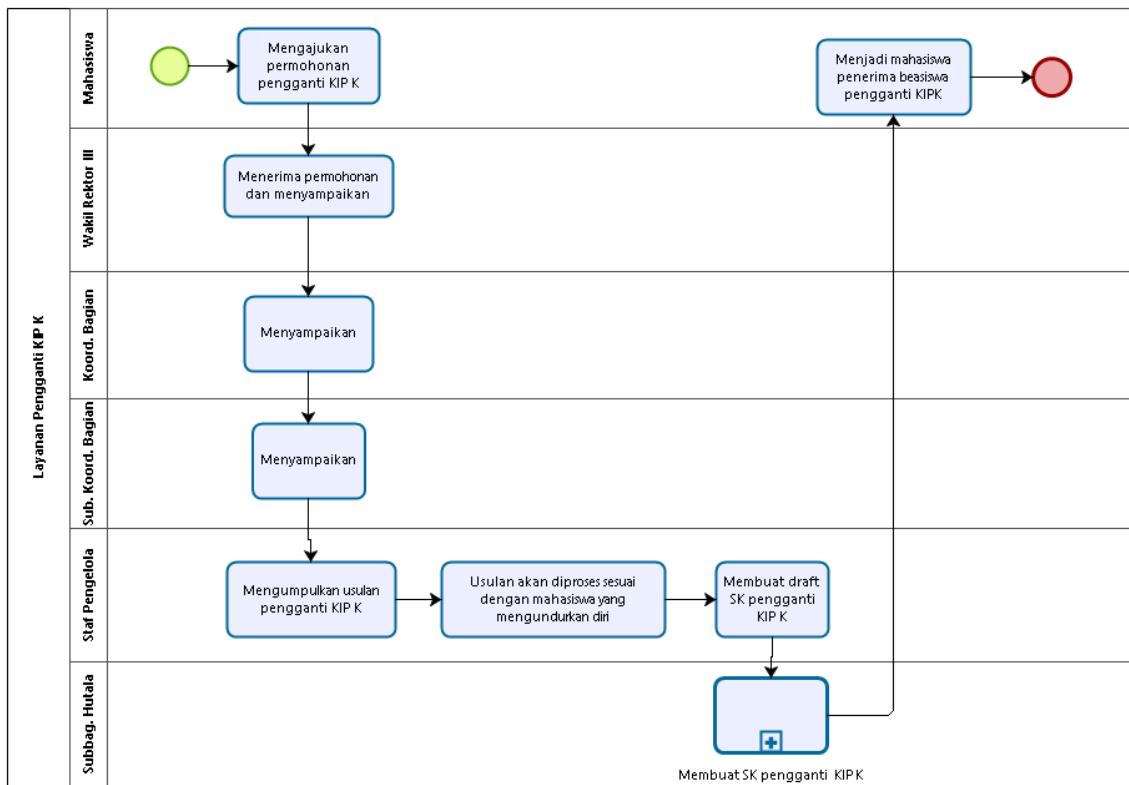 Layanan Pengganti KIP K
Mahasiswa
Mengajukan
permohonan
pengganti KIP K
Menjadi mahasiswa
penerima beasiswa
pengganti KIPK
Wakil Rektor III
Menerima permohonan
dan menyampaikan
Koord. Bagian
Menyampaikan
Sub. Koord. Bagian
Menyampaikan
Staf Pengelola
Mengumpulkan usulan
pengganti KIP K
Usulan akan diproses sesuai
dengan mahasiswa yang
mengundurkan diri
Membuat draft
SK pengganti
KIP K
Subbag. Hutala
Membuat SK pengganti KIPK